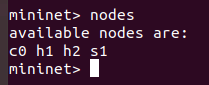 mininet> nodes
available nodes are:
c0 h1 h2 s1
mininet>